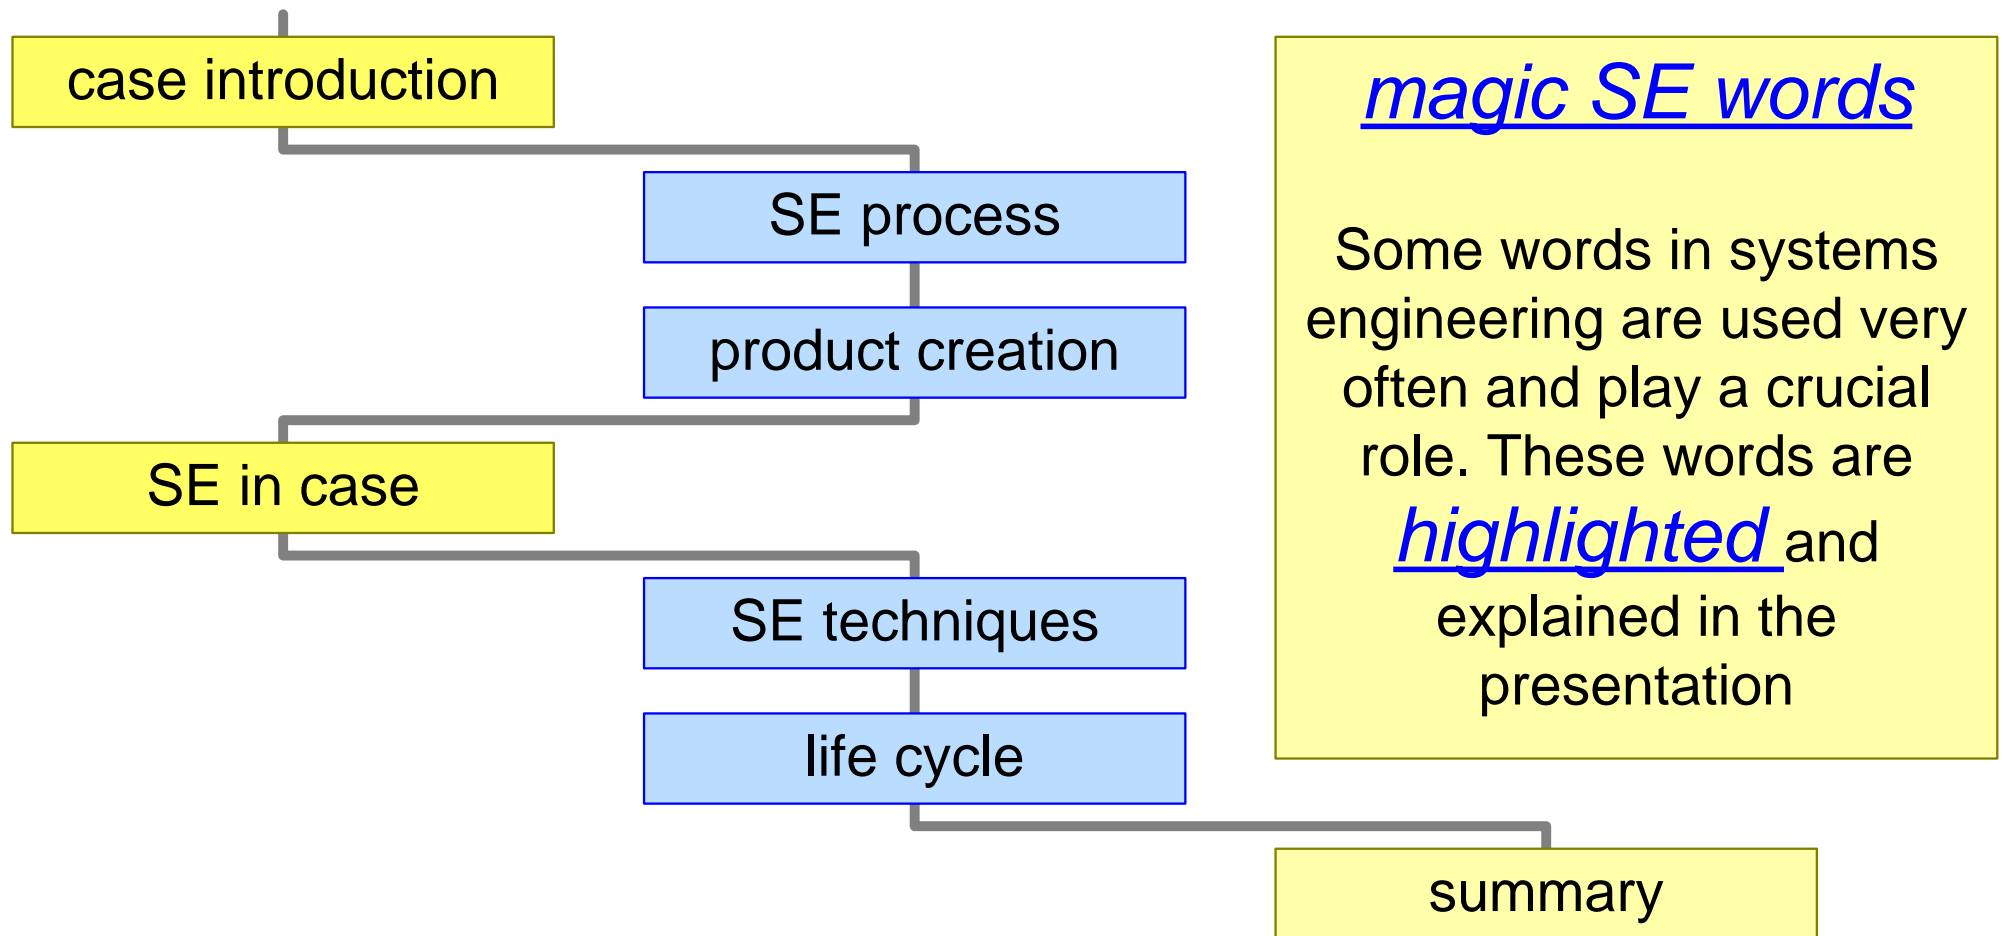 case introduction
SE process
product creation
SE in case
SE techniques
life cycle
summary
magic SE words
Some words in systems
engineering are used very
often and play a crucial
role. These words are
highlighted and
explained in the
presentation